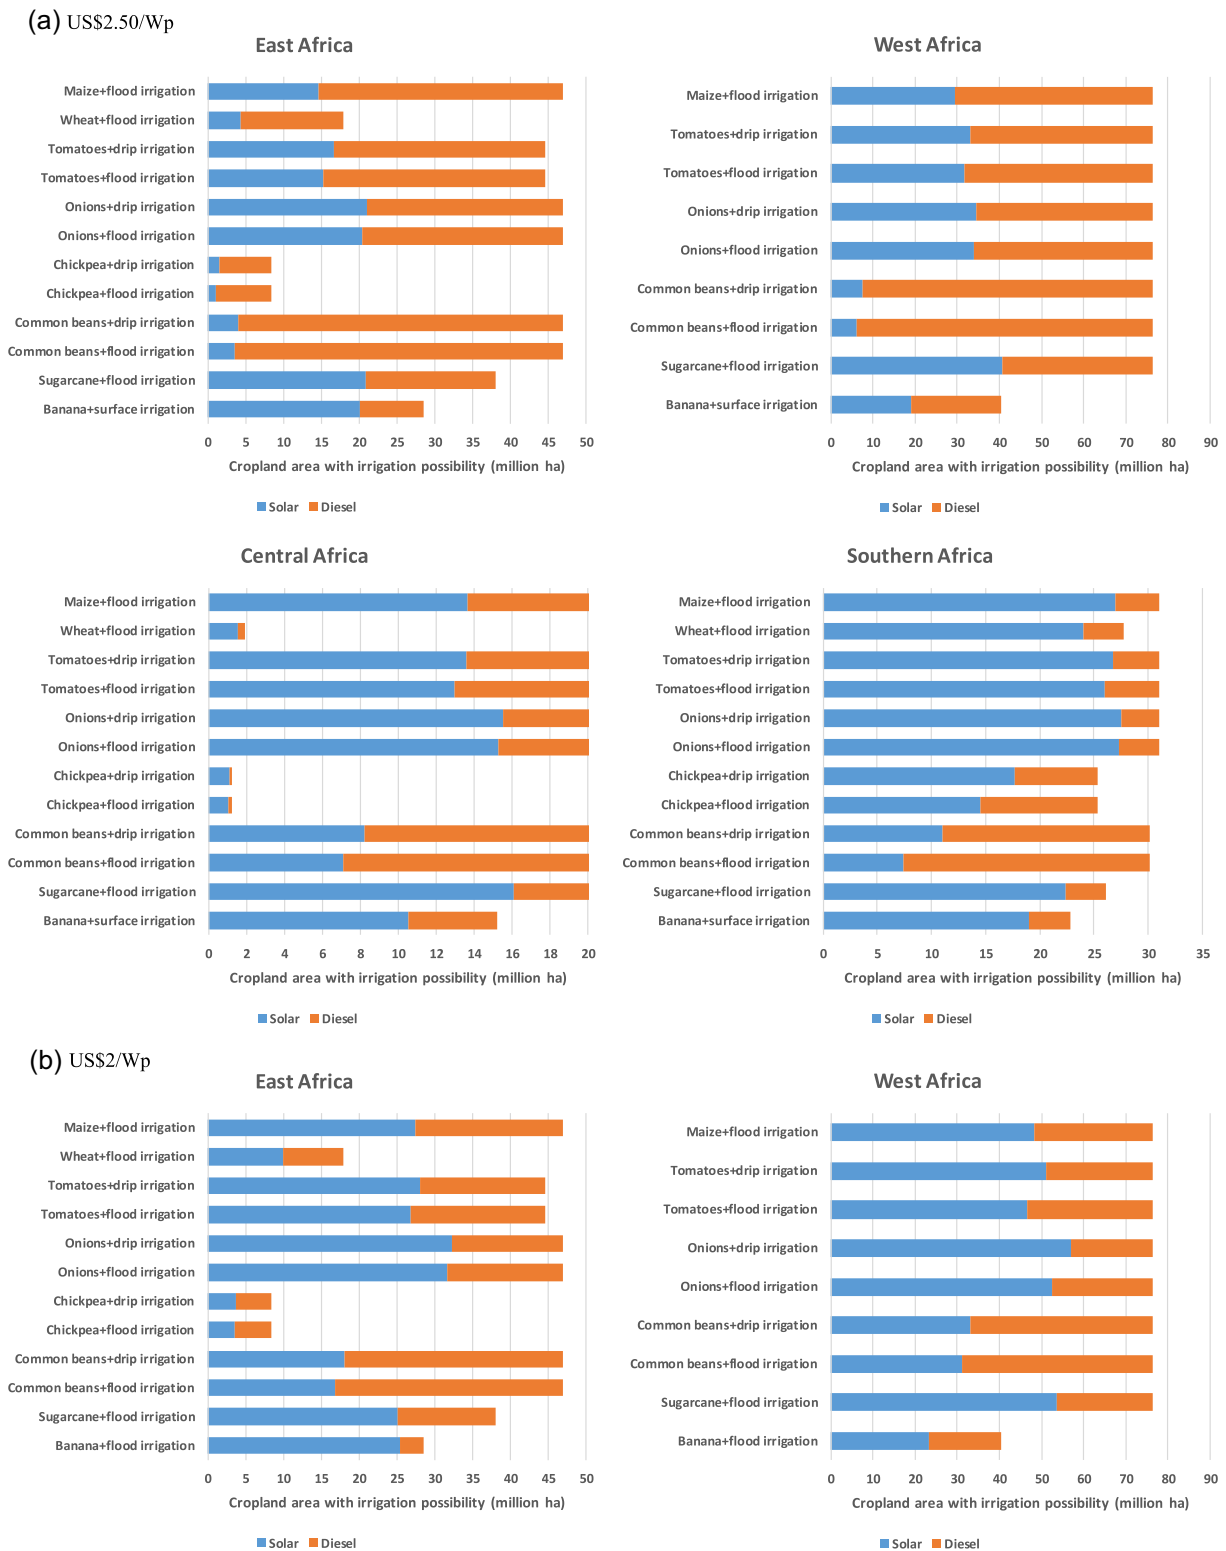 (a) US$2.50/Wp
East Africa
Maize+flood irrigation
Wheat+flood irrigation
Tomatoes+drip irrigation
Tomatoes+flood irrigation
Onions+drip irrigation
Onions+flood irrigation
Chickpea+drip irrigation
Chickpea+flood irrigation
Common beans+drip irrigation
Common beans+flood irrigation
Sugarcane+flood irrigation
Banana+surface irrigation
0 5 10 15 20 25 30 35 40 45 50
Cropland area with irrigation possibility (million ha)
Solar Diesel
West Africa
Maize+flood irrigation
Tomatoes+drip irrigation
Tomatoes+flood irrigation
Onions+drip irrigation
Onions+flood irrigation
Common beans+drip irrigation
Common beans+flood irrigation
Sugarcane+flood irrigation
Banana+surface irrigation
0 10 20 30 40 50 60 70 80 90
Cropland area with irrigation possibility (million ha)
Solar Diesel
Central Africa
Maize+flood irrigation
Wheat+flood irrigation
Tomatoes+drip irrigation
Tomatoes+flood irrigation
Onions+drip irrigation
Onions+flood irrigation
Chickpea+drip irrigation
Chickpea+flood irrigation
Common beans+drip irrigation
Common beans+flood irrigation
Sugarcane+flood irrigation
Banana+surface irrigation
0 2 4 6 8 10 12 14 16 18 20
Cropland area with irrigation possibility (million ha)
Solar Diesel
Southern Africa
Maize+flood irrigation
Wheat+flood irrigation
Tomatoes+drip irrigation
Tomatoes+flood irrigation
Onions+drip irrigation
Onions+flood irrigation
Chickpea+drip irrigation
Chickpea+flood irrigation
Common beans+drip irrigation
Common beans+flood irrigation
Sugarcane+flood irrigation
Banana+surface irrigation
0 5 10 15 20 25 30 35
Cropland area with irrigation possibility (million ha)
Solar Diesel
(b) US$2/Wp
East Africa
Maize+flood irrigation
Wheat+flood irrigation
Tomatoes+drip irrigation
Tomatoes+flood irrigation
Onions+drip irrigation
Onions+flood irrigation
Chickpea+drip irrigation
Chickpea+flood irrigation
Common beans+drip irrigation
Common beans+flood irrigation
Sugarcane+flood irrigation
Banana+flood irrigation
0 5 10 15 20 25 30 35 40 45 50
Cropland area with irrigation possibility (million ha)
Solar Diesel
West Africa
Maize+flood irrigation
Tomatoes+drip irrigation
Tomatoes+flood irrigation
Onions+drip irrigation
Onions+flood irrigation
Common beans+drip irrigation
Common beans+flood irrigation
Sugarcane+flood irrigation
Banana+flood irrigation
0 10 20 30 40 50 60 70 80 90
Cropland area with irrigation possibility (million ha)
Solar Diesel